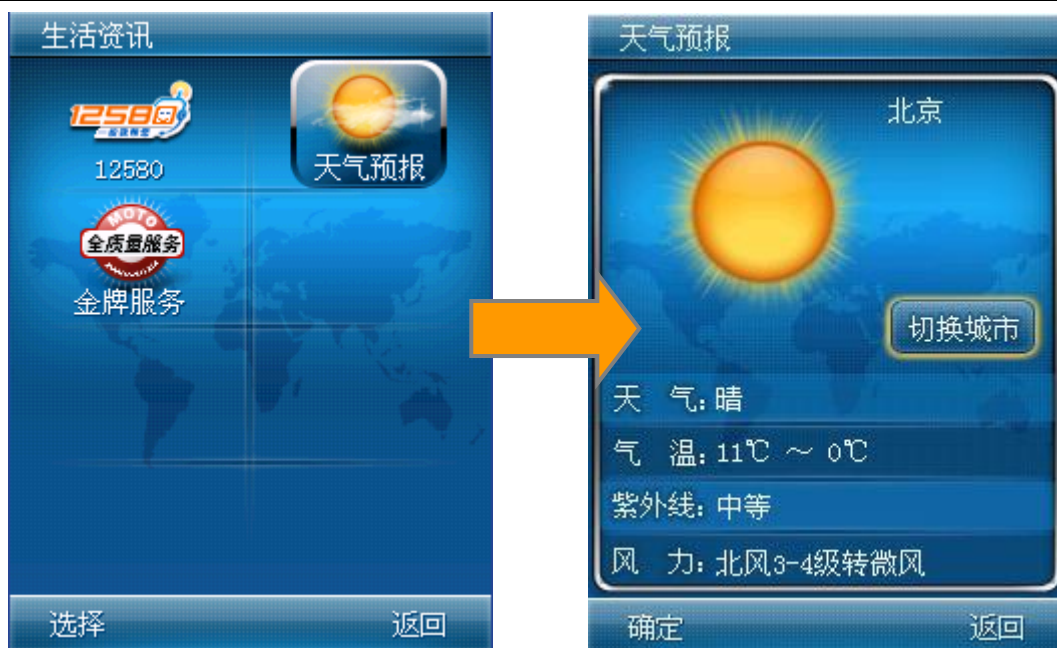 生活资讯
12580
12580
天气预报
MOTO
全质量服务
金牌服务
选择 返回
天气预报
北京
切换城市
天 气: 晴
气 温: 11℃ ～ 0℃
紫外线: 中等
风 力: 北风3-4级转微风
确定 返回